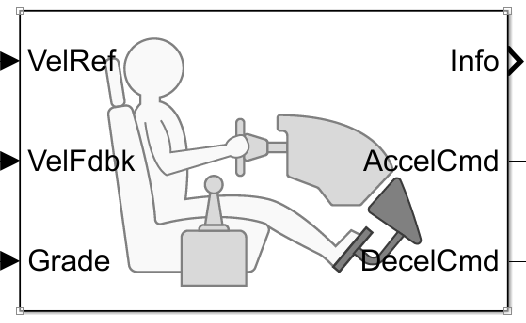 VelRef
Info
VelFdbk
AccelCmd
Grade
DecelCmd